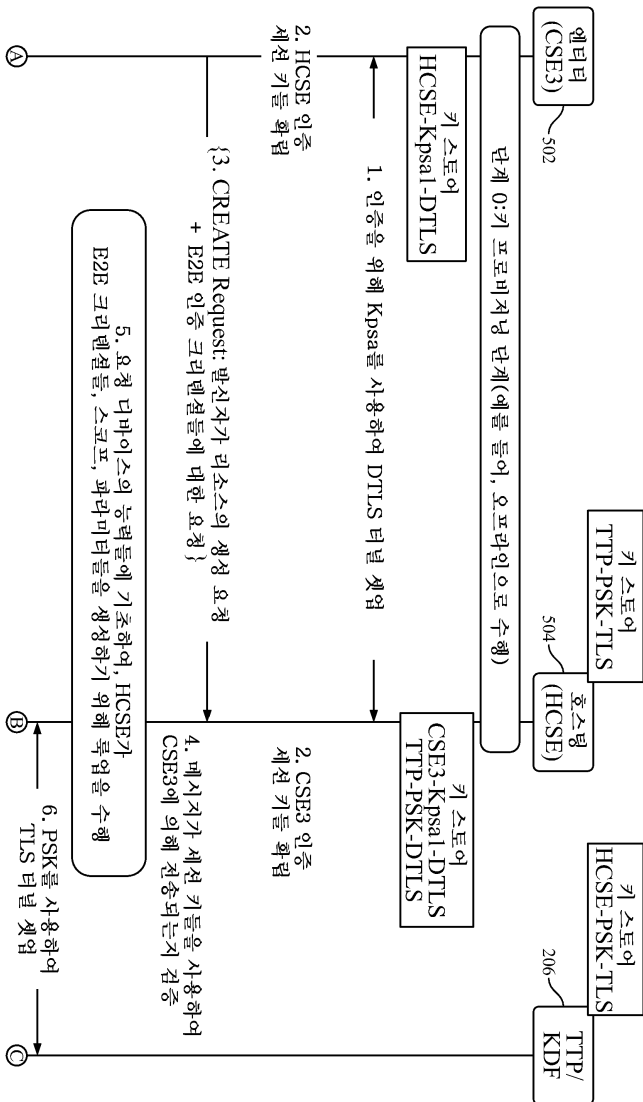 엔티티
(CSE3)
502
키 스토어
TTP-PSK-TLS
호스팅
(HCSE)
504
키 스토어
HCSE-PSK-TLS
TTP/
KDF
206
단계 0:키 프로비저닝 단계(예를 들어, 오프라인으로 수행)
키 스토어
HCSE-Kpsa1-DTLS
키 스토어
CSE3-Kpsa1-DTLS
TTP-PSK-DTLS
1. 인증을 위해 Kpsa를 사용하여 DTLS 터널 셋업
2. HCSE 인증
세션 키들 확립
2. CSE3 인증
세션 키들 확립
{3. CREATE Request: 발신자가 리소스의 생성 요청
+ E2E 인증 크리덴셜들에 대한 요청}
4. 메시지가 세션 키들을 사용하여
CSE3에 의해 전송되는지 검증
5. 요청 디바이스의 능력들에 기초하여, HCSE가
E2E 크리덴셜들, 스코프, 파라미터들을 생성하기 위해 룩업을 수행
6. PSK를 사용하여
TLS 터널 셋업
A
B
C